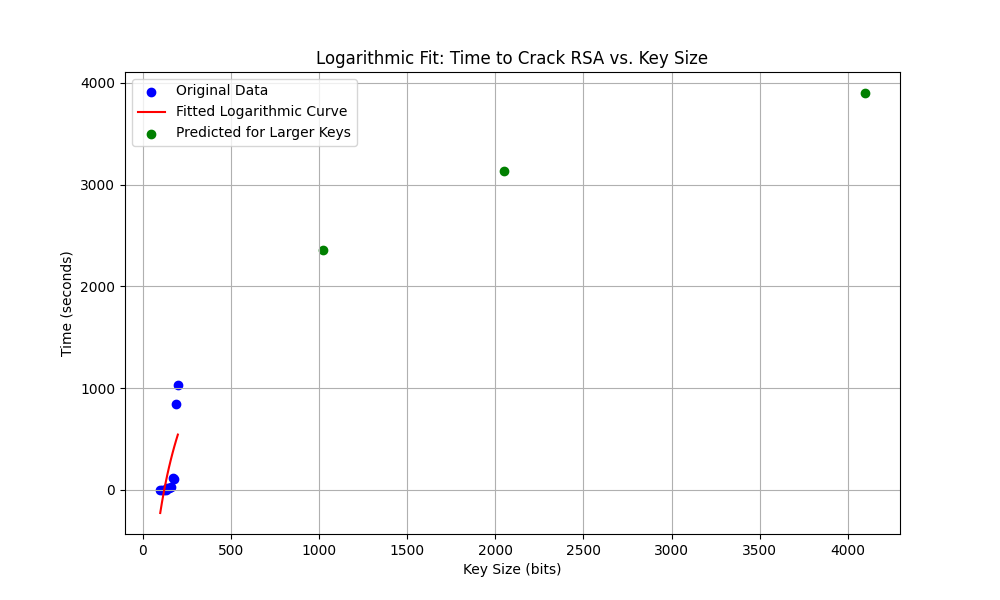 Logarithmic Fit: Time to Crack RSA vs. Key Size
Original Data
Fitted Logarithmic Curve
Predicted for Larger Keys
4000
3000
2000
1000
0
Time (seconds)
0 500 1000 1500 2000 2500 3000 3500 4000
Key Size (bits)